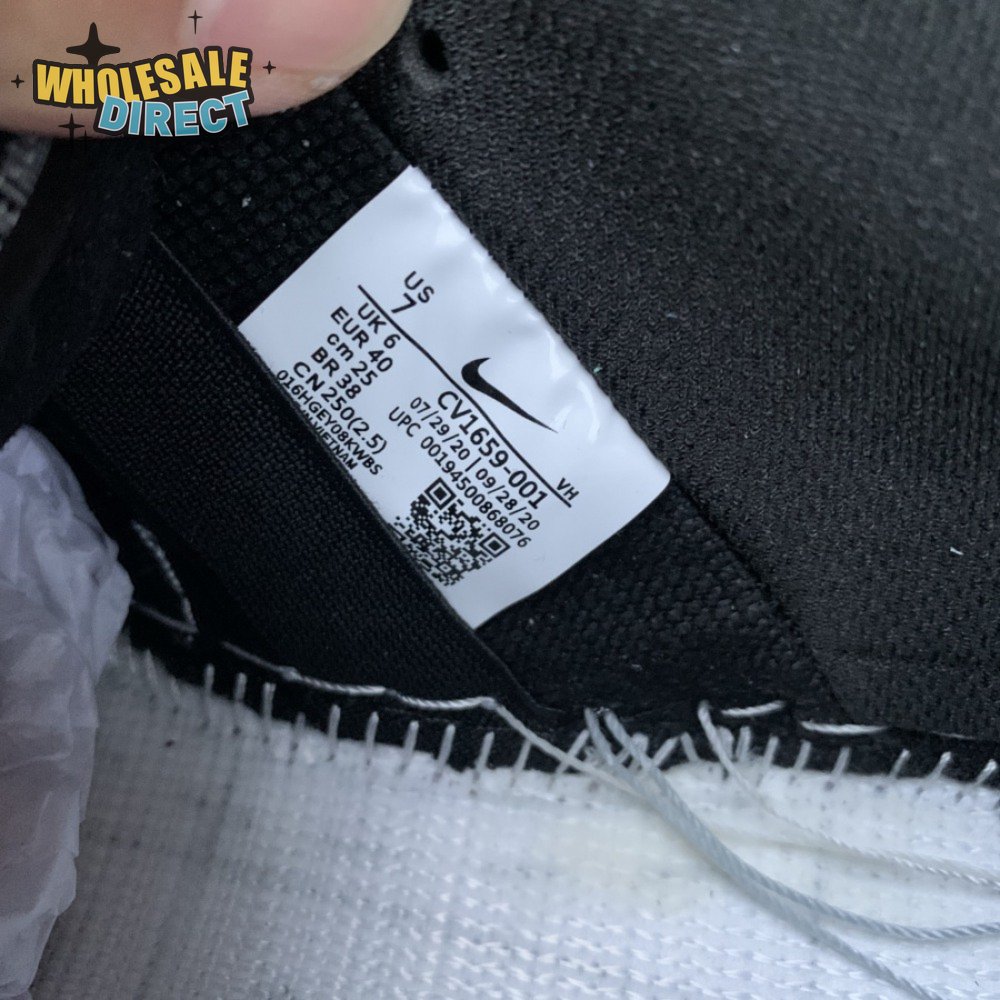 WHOLESALE
DIRECT
US
7
UK 6
EUR 40
cm 25
BR 38
CN 250(2.5)
016HGEY08KWBS
VIETNAM
CV1659-001
VH
07/29/20 | 09/28/20
UPC 00194500868076